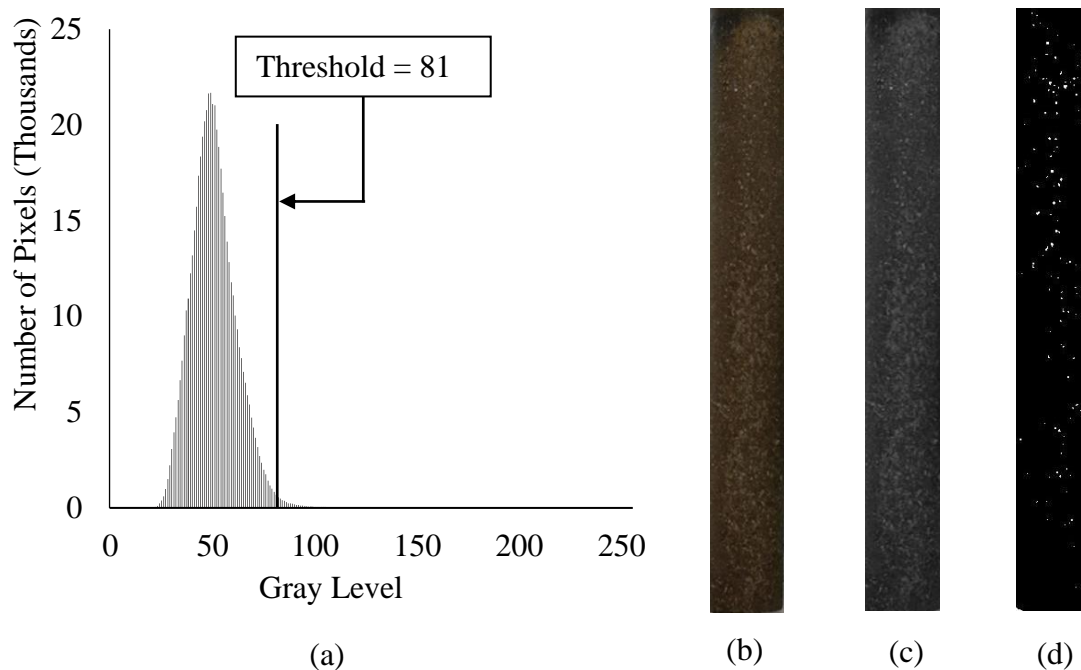 Number of Pixels (Thousands)
25
20
15
10
5
0
Threshold = 81
0 50 100 150 200 250
Gray Level
(a) (b) (c) (d)